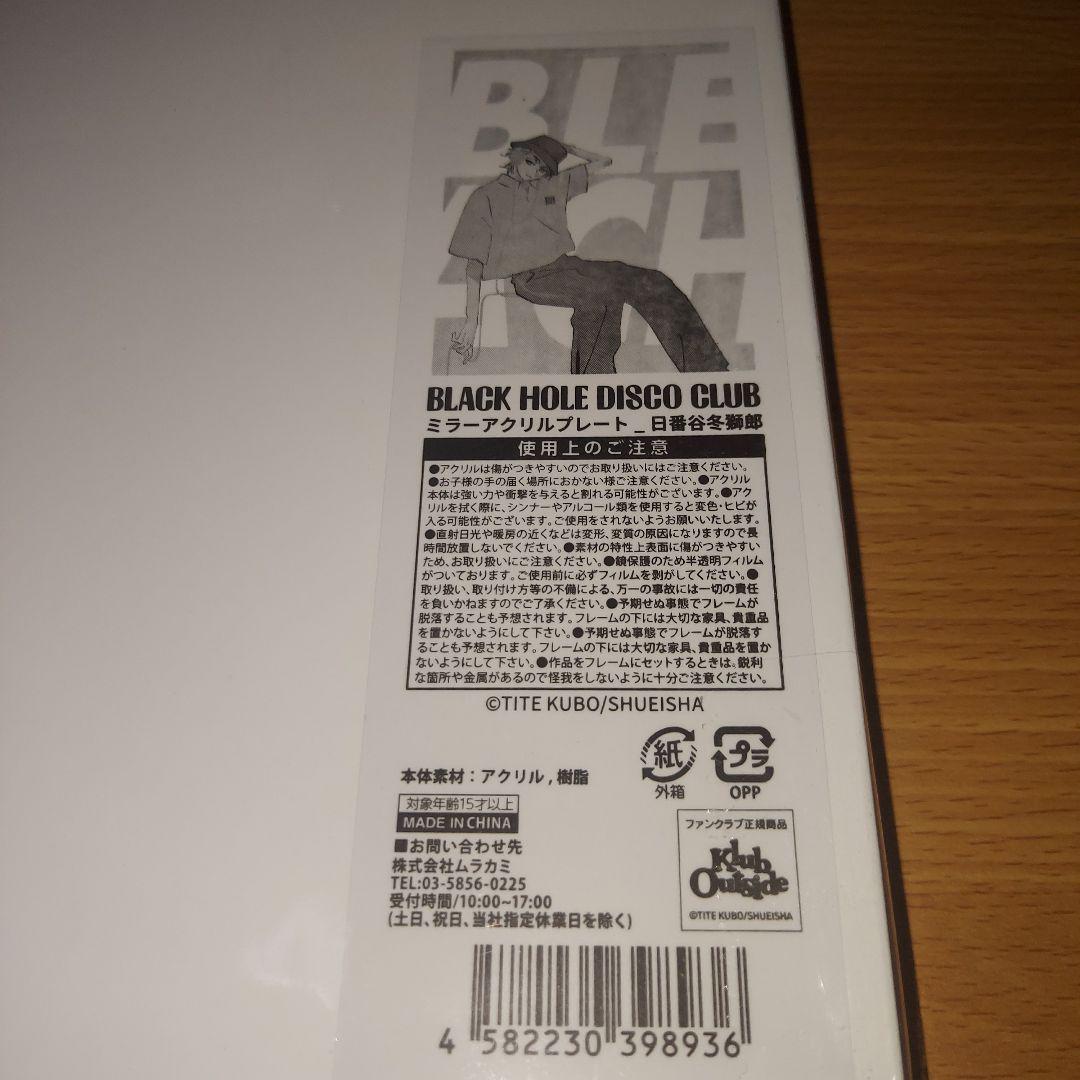 BLE
ACH
BLACK HOLE DISCO CLUB
ミラーアクリルプレート_日番谷冬獅郎
使用上のご注意
●アクリルは傷がつきやすいのでお取り扱いにはご注意ください。
●お子様の手の届く場所におかない様ご注意ください。●アクリル
本体は強い力や衝撃を与えると割れる可能性がございます。●アク
リルを拭く際に、シンナーやアルコール類を使用すると変色・ヒビが
入る可能性がございます。ご使用をされないようお願いいたします。
●直射日光や暖房の近くなどは変形、変質の原因になりますので長
時間放置しないでください。●素材の特性上表面に傷がつきやすい
ため、お取り扱いにご注意ください。●鏡保護のため半透明フィルム
がついております。ご使用前に必ずフィルムを剥がしてください。●
取り扱い、取り付け方等の不備による、万一の事故には一切の責任
を負いかねますのでご了承ください。●予期せぬ事態でフレームが
脱落することも予想されます。フレームの下には大切な家具、貴重品
を置かないようにして下さい。●予期せぬ事態でフレームが脱落す
ることも予想されます。フレームの下には大切な家具、貴重品を置か
ないようにして下さい。●作品をフレームにセットするときは、鋭利
な箇所や金属があるので怪我をしないように十分ご注意ください。
©TITE KUBO/SHUEISHA
紙
外箱
プラ
OPP
本体素材：アクリル,樹脂
対象年齢15才以上
MADE IN CHINA
■お問い合わせ先
株式会社ムラカミ
TEL:03-5856-0225
受付時間/10:00~17:00
(土日、祝日、当社指定休業日を除く)
ファンクラブ正規商品
Klub
Outside
©TITE KUBO/SHUEISHA
4 582230 398936